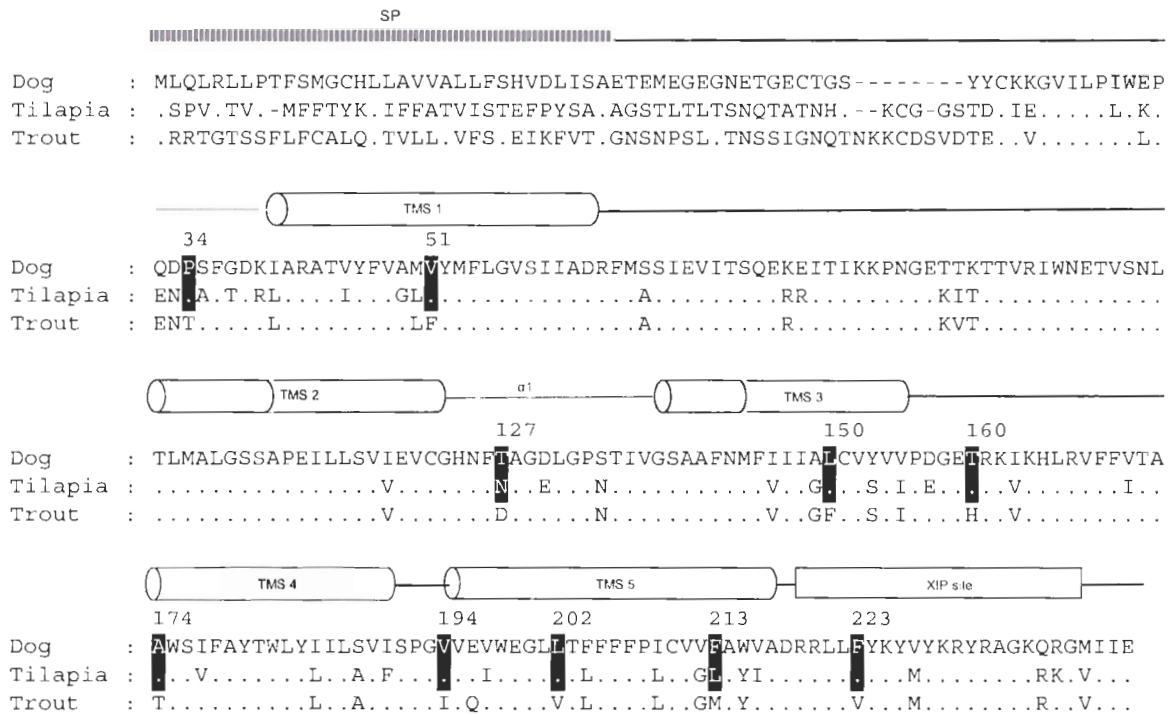 SP
Dog : MLQLRLLPTFSMGCHLLAVVALLFSHVDLISAETEMEGEGNETGECTGS--------YYCKKGVILPIWEP
Tilapia : .SPV.TV.-MFFTYK.IFFATVISTEFPYSA.AGSTLTLTSNQTATNH.--KCG-GSTD.IE.....L.K.
Trout : .RRTGTSSFLFCALQ.TVLL.VFS.EIKFVT.GNSNPSL.TNSSIGNQTNKKCDSVDTE..V.......L.
TMS 1
34 51
Dog : QDPSFGDKIARATVYFVAMVYMFLGVSIIADRFMSSIEVITSQEKEITIKKPNGETTKTTVRIWNETVSNL
Tilapia : EN.A.T.RL....I...GL...............A.........RR.........KIT.............
Trout : ENT.....L.........LF..............A.........R..........KVT.............
TMS 2 α1 TMS 3
127 150 160
Dog : TLMALGSSAPEILLSVIEVCGHNFTAGDLGPSTIVGSAAFNMFIIIALCVYVVPDGETRKIKHLRVFFVTA
Tilapia : ................V.......N..E...N...........V..G..S.I.E....V.......I..
Trout : ................V.......D......N...........V..GF.S.I....H..V..........
TMS 4 TMS 5 XIP site
174 194 202 213 223
Dog : AWSIFAYTWLYIILSVISPGVVEVWEGLLTFFFFPICVVFAWVADRRLLFYKYVYKRYRAGKQRGMIIE
Tilapia : ...V.......L..A.F.......I.....L....L..GL.YI..........M........RK.V...
Trout : T..........L..A.....I.Q.....V.L....L..GM.Y.......V...M........R..V...